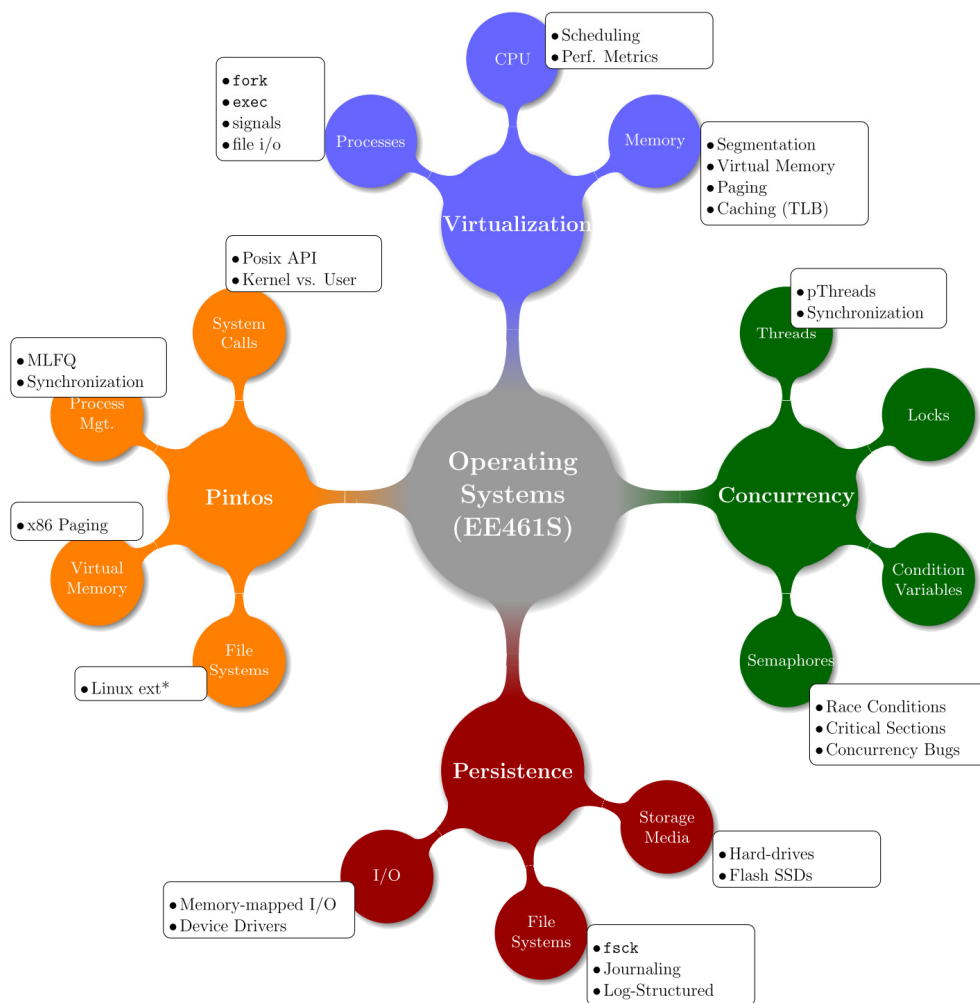 Operating
Systems
(EE461S)
Virtualization
Processes
• fork
• exec
• signals
• file i/o
CPU
• Scheduling
• Perf. Metrics
Memory
• Segmentation
• Virtual Memory
• Paging
• Caching (TLB)
Concurrency
Threads
• pThreads
• Synchronization
Locks
Condition
Variables
Semaphores
• Race Conditions
• Critical Sections
• Concurrency Bugs
Persistence
Storage
Media
• Hard-drives
• Flash SSDs
File
Systems
• fsck
• Journaling
• Log-Structured
I/O
• Memory-mapped I/O
• Device Drivers
Pintos
System
Calls
• Posix API
• Kernel vs. User
Process
Mgt.
• MLFQ
• Synchronization
Virtual
Memory
• x86 Paging
File
Systems
• Linux ext*